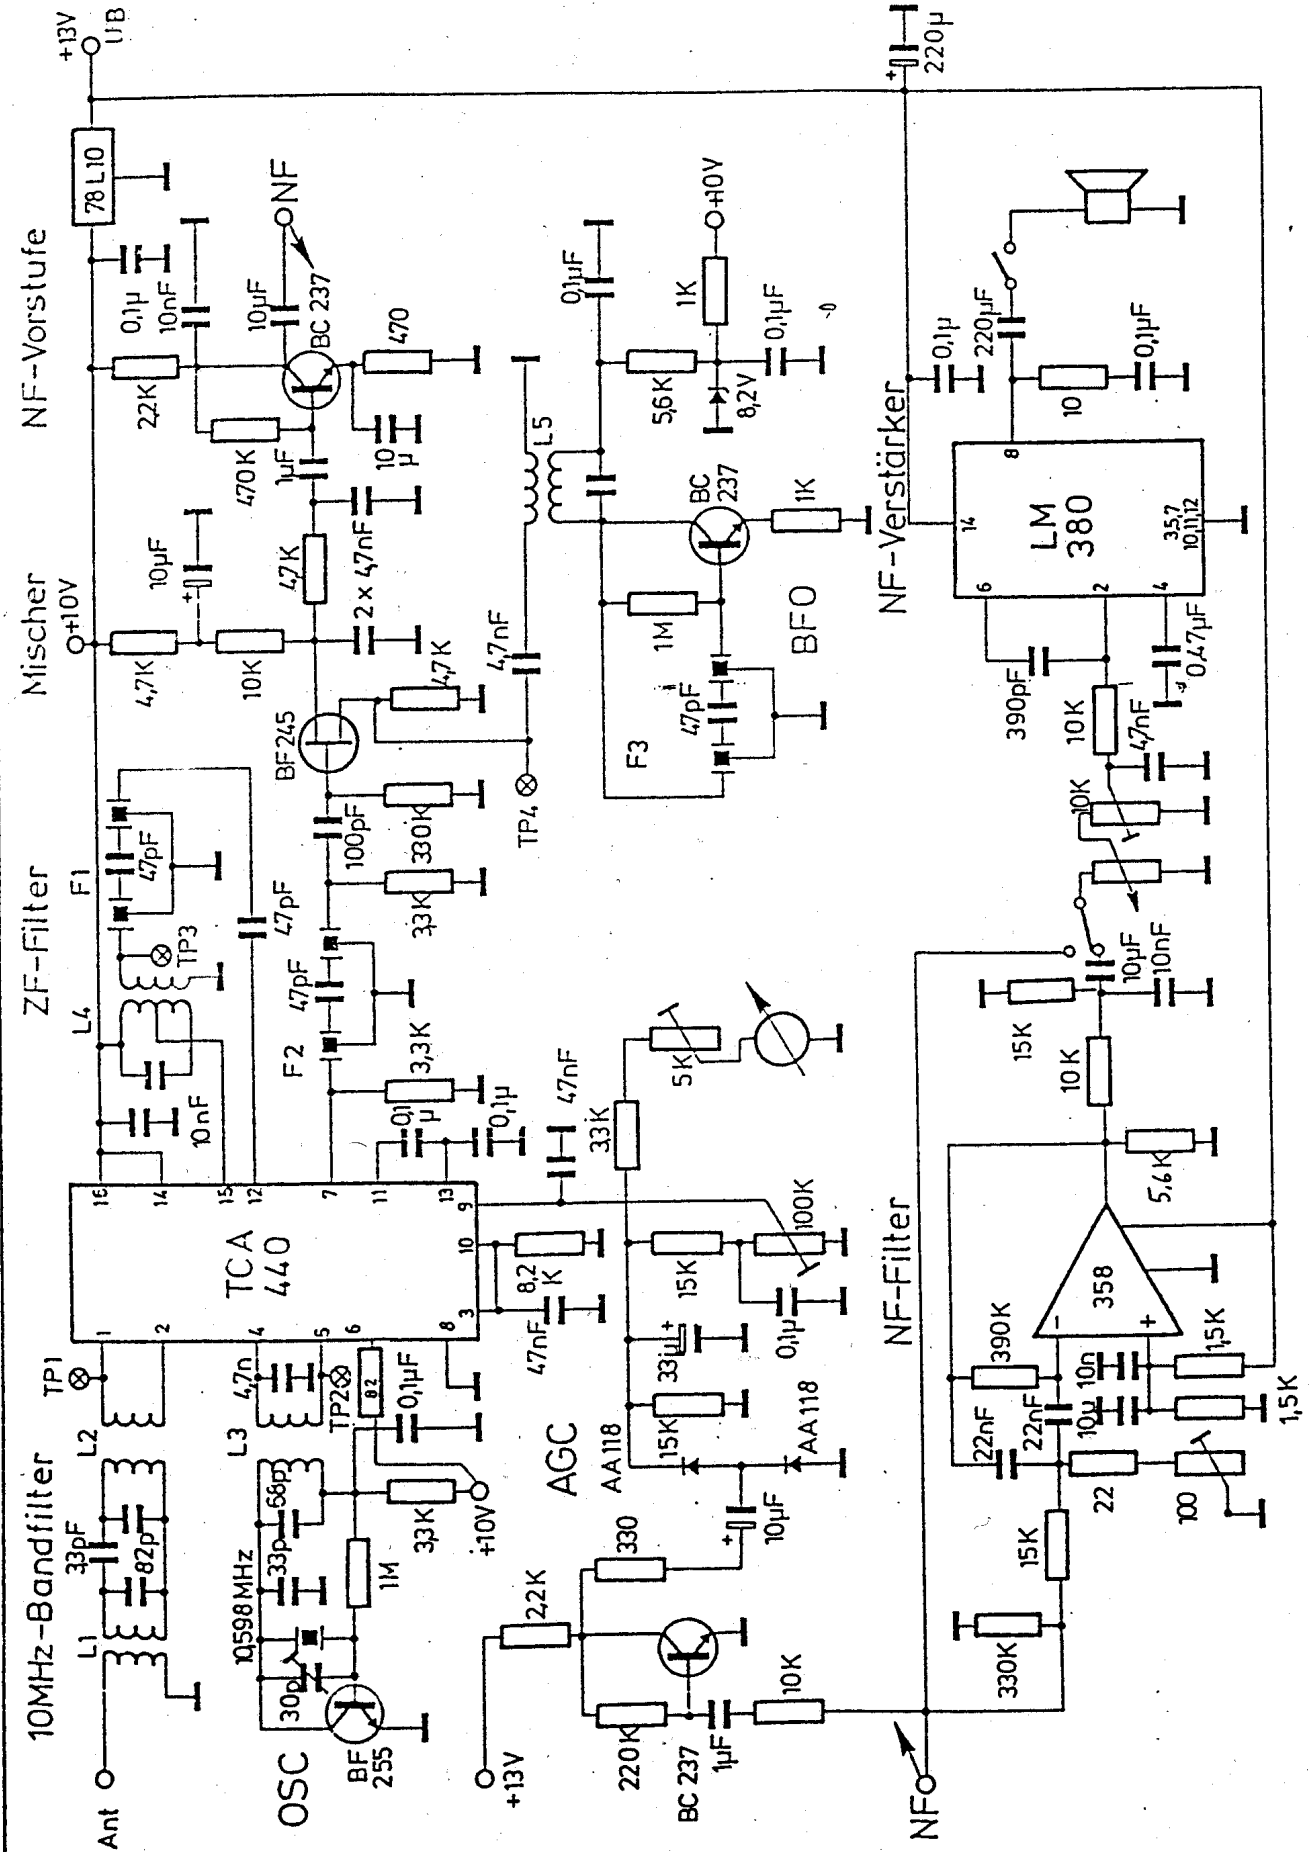 10MHz-Bandfilter
ZF-Filter
Mischer
NF-Vorstufe
Ant
L1
33pF
82p
L2
TP1
1
2
4
5
6
8
3
10
9
16
14
15
12
7
11
13
TCA
440
10nF
L4
TP3
F1
47pF
47pF
+10V
4,7K
10µF
10K
22K
0,1µ
10nF
78L10
+13V
UB
OSC
BF
255
30p
10,598MHz
33p
68p
L3
4,7n
TP2
82
0,1µF
1M
3,3K
+10V
47nF
8,2
K
47nF
0,1
µ
0,1µ
3,3K
F2
47pF
33K
100pF
330K
BF245
4,7K
2 x 4,7nF
4,7K
1µF
470K
10
µ
BC 237
470
10µF
NF
TP4
4,7nF
L5
0,1µF
F3
47pF
1M
BC
237
1K
BFO
5,6K
8,2V
1K
0,1µF
+10V
AGC
+13V
2,2K
220K
BC 237
1µF
10K
330
10µF
AA118
AA118
15K
33µ
15K
0,1µ
100K
3,3K
5K
NF
NF-Filter
330K
15K
22
100
22nF
22nF
390K
10µ
10n
1,5K
1,5K
358
5,6K
10K
15K
10µF
10nF
10K
47nF
10K
390pF
0,47µF
NF-Verstärker
6
2
4
14
8
LM
380
3,5,7
10,11,12
0,1µ
220µF
10
0,1µF
220µ